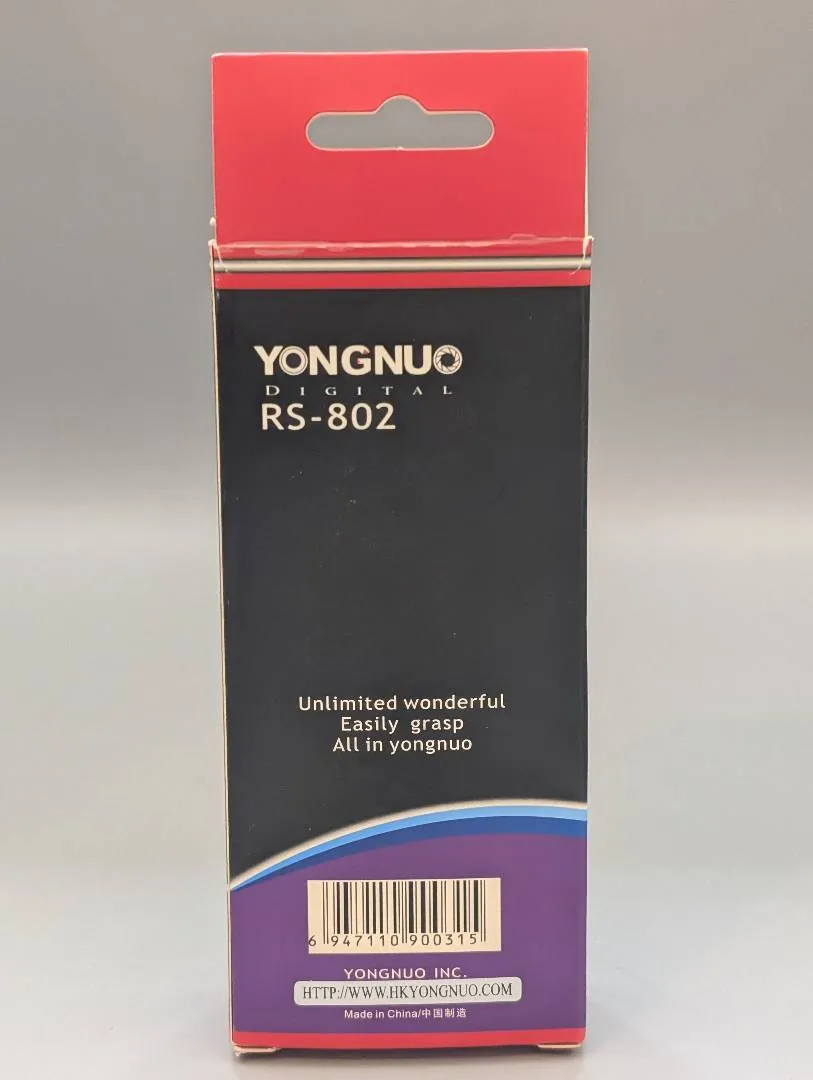 YONGNUO
DIGITAL
RS-802
Unlimited wonderful
Easily grasp
All in yongnuo
6 947110 900315
YONGNUO INC.
HTTP://WWW.HKYONGNUO.COM
Made in China/中国制造